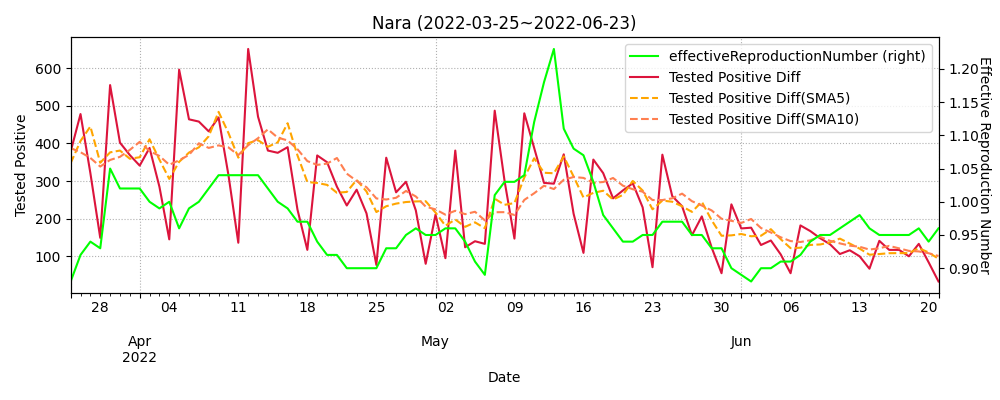 Nara (2022-03-25~2022-06-23)
effectiveReproductionNumber (right)
Tested Positive Diff
Tested Positive Diff(SMA5)
Tested Positive Diff(SMA10)
Tested Positive
600
500
400
300
200
100
1.20
1.15
1.10
1.05
1.00
0.95
0.90
Effective Reproduction Number
28 04 11 18 25 02 09 16 23 30 06 13 20
Apr May Jun
2022
Date